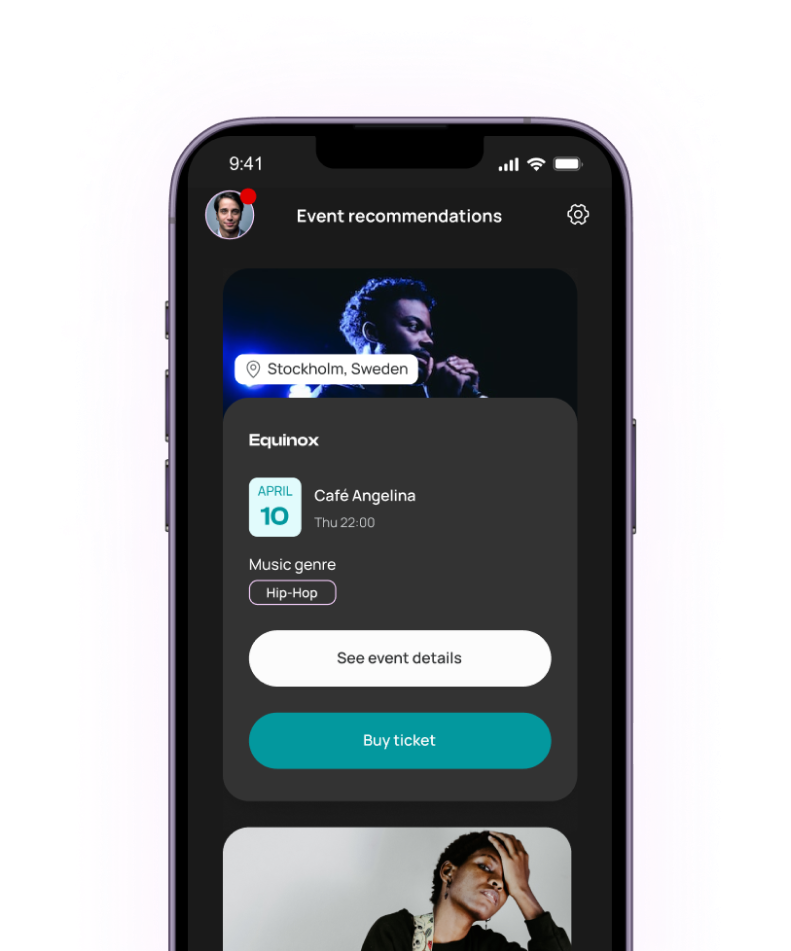 9:41
Event recommendations
Stockholm, Sweden
Equinox
APRIL
10
Café Angelina
Thu 22:00
Music genre
Hip-Hop
See event details
Buy ticket